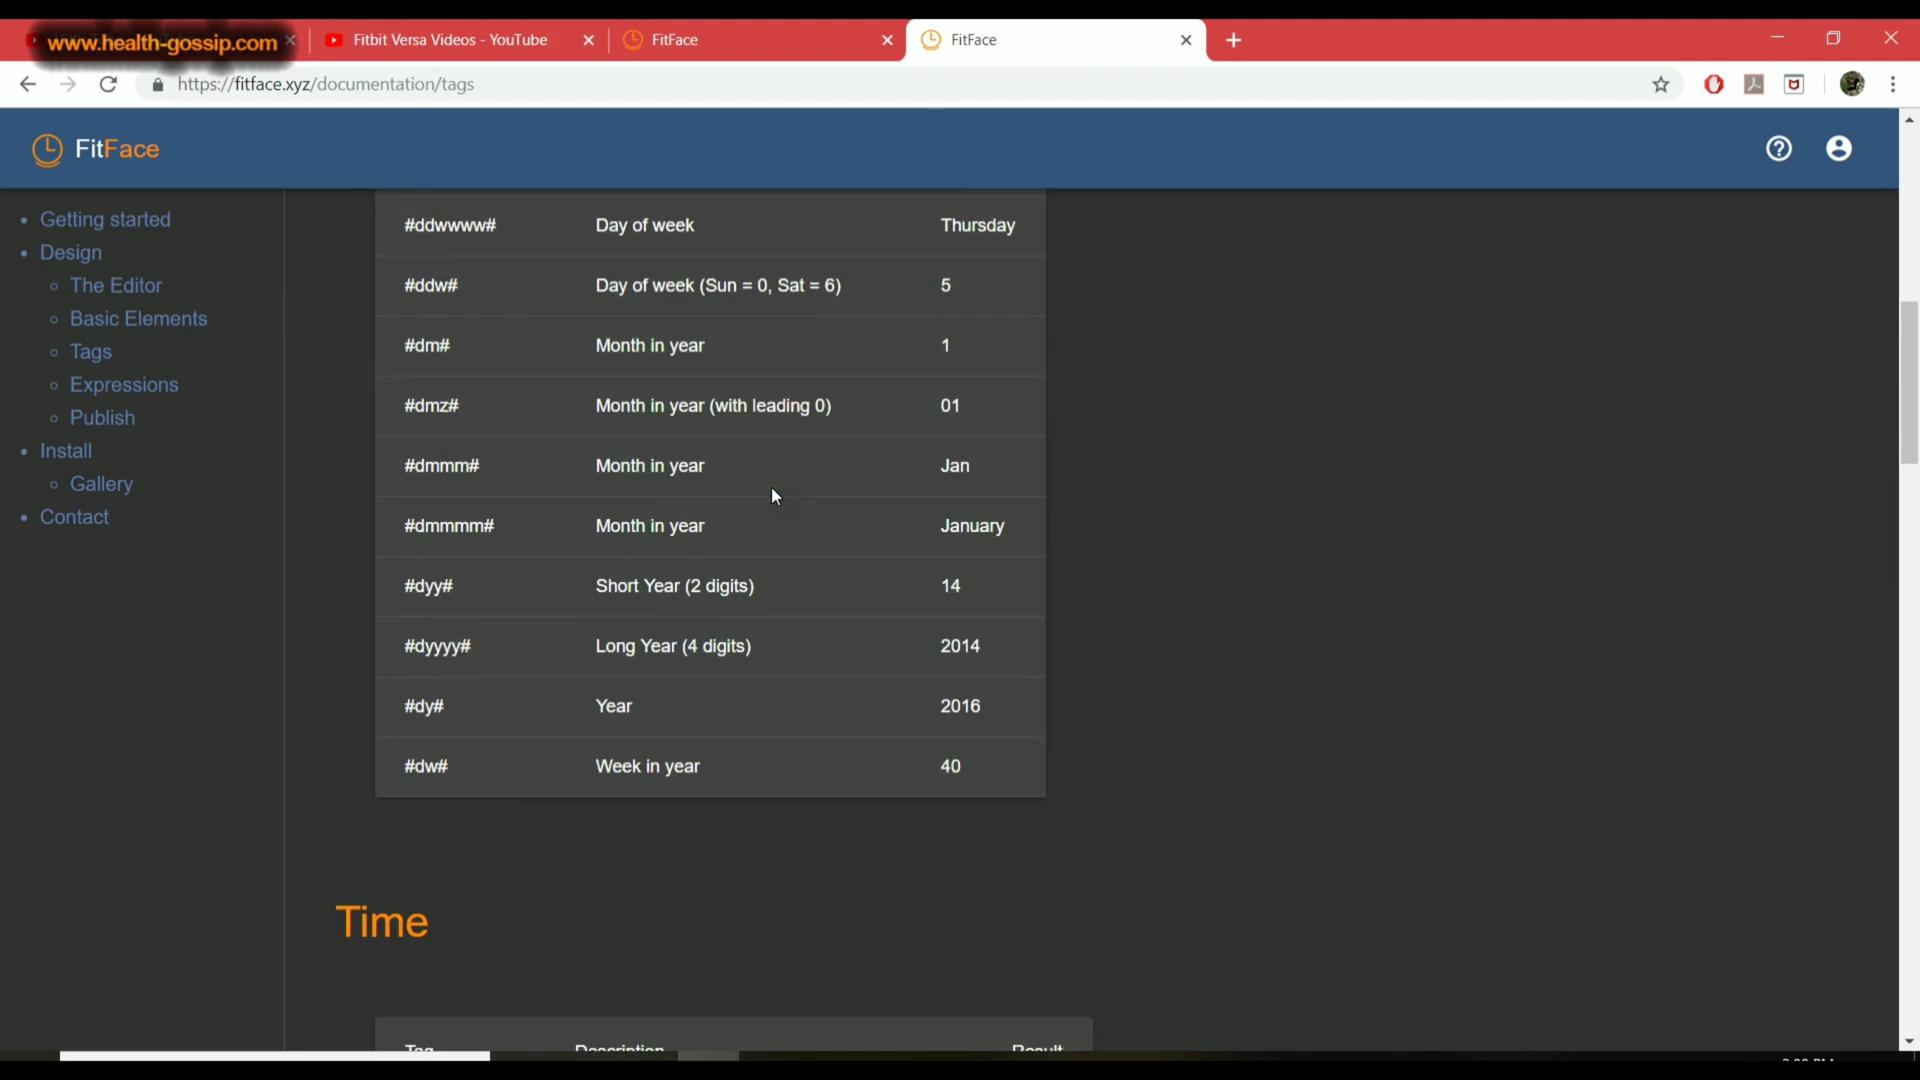 www.health-gossip.com
Fitbit Versa Videos - YouTube
FitFace
FitFace
https://fitface.xyz/documentation/tags
FitFace
Getting started
Design
The Editor
Basic Elements
Tags
Expressions
Publish
Install
Gallery
Contact
#ddwwww# Day of week Thursday
#ddw# Day of week (Sun = 0, Sat = 6) 5
#dm# Month in year 1
#dmz# Month in year (with leading 0) 01
#dmmm# Month in year Jan
#dmmmm# Month in year January
#dyy# Short Year (2 digits) 14
#dyyyy# Long Year (4 digits) 2014
#dy# Year 2016
#dw# Week in year 40
Time
Tag Description Result